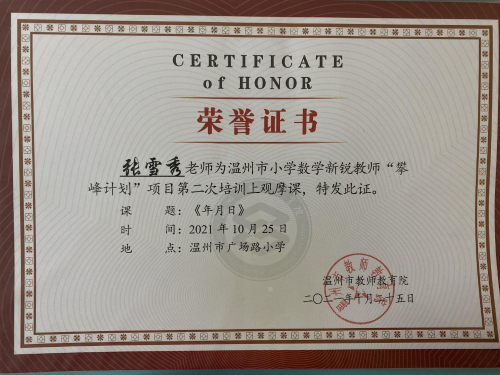 CERTIFICATE
of HONOR
荣誉证书
张雪秀老师为温州市小学数学新锐教师“攀
峰计划”项目第二次培训上观摩课，特发此证。
课 题：《年月日》
时 间：2021年10月25日
地 点：温州市广场路小学
温州市教师教育院
二〇二一年十月二十五日